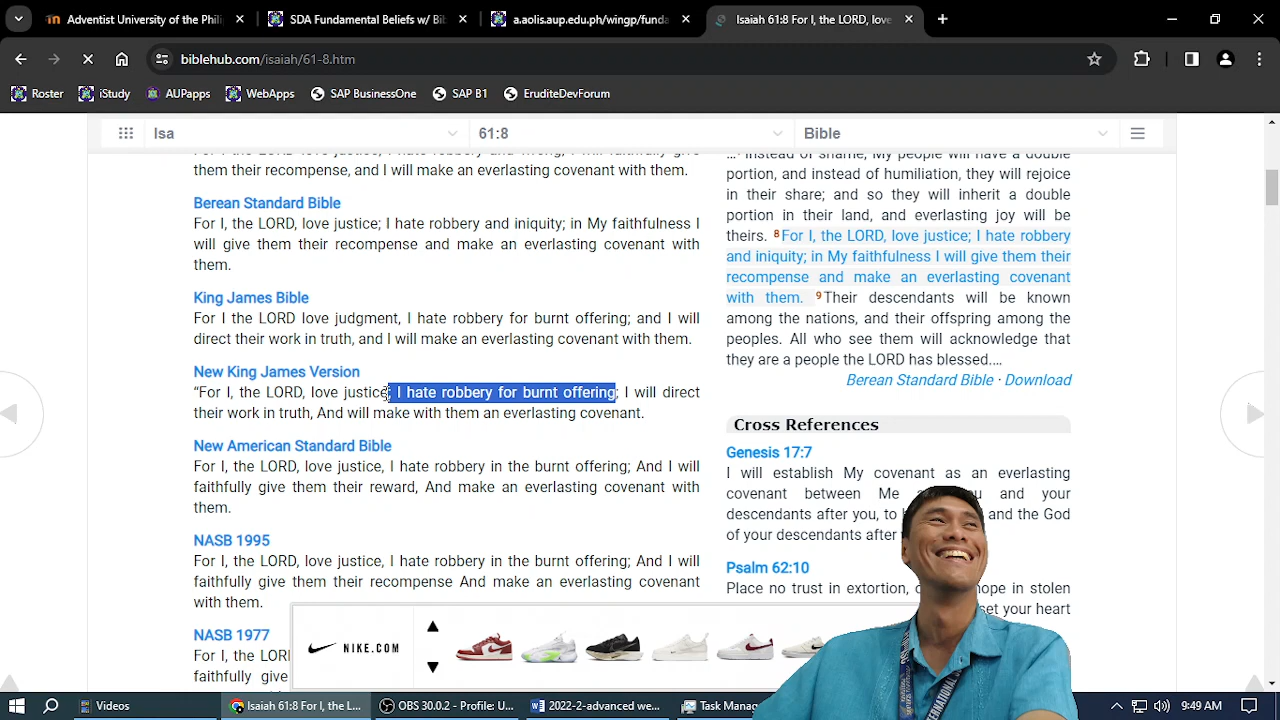 Adventist University of the Phili
SDA Fundamental Beliefs w/ Bib
a.aolis.aup.edu.ph/wingp/funda
Isaiah 61:8 For I, the LORD, love
biblehub.com/isaiah/61-8.htm
Roster
iStudy
AUPapps
WebApps
SAP BusinessOne
SAP B1
EruditeDevForum
Isa
61:8
Bible
them their recompense, and I will make an everlasting covenant with them.
Berean Standard Bible
For I, the LORD, love justice; I hate robbery and iniquity; in My faithfulness I
will give them their recompense and make an everlasting covenant with
them.
King James Bible
For I the LORD love judgment, I hate robbery for burnt offering; and I will
direct their work in truth, and I will make an everlasting covenant with them.
New King James Version
“For I, the LORD, love justice; I hate robbery for burnt offering; I will direct
their work in truth, And will make with them an everlasting covenant.
New American Standard Bible
For I, the LORD, love justice, I hate robbery in the burnt offering; And I will
faithfully give them their reward, And make an everlasting covenant with
them.
NASB 1995
For I, the LORD, love justice, I hate robbery in the burnt offering; And I will
faithfully give them their recompense And make an everlasting covenant
with them.
NASB 1977
For I, the LORD
faithfully give
…Instead of shame, My people will have a double
portion, and instead of humiliation, they will rejoice
in their share; and so they will inherit a double
portion in their land, and everlasting joy will be
theirs. 8 For I, the LORD, love justice; I hate robbery
and iniquity; in My faithfulness I will give them their
recompense and make an everlasting covenant
with them. 9 Their descendants will be known
among the nations, and their offspring among the
peoples. All who see them will acknowledge that
they are a people the LORD has blessed.…
Berean Standard Bible · Download
Cross References
Genesis 17:7
I will establish My covenant as an everlasting
covenant between Me and you and your
descendants after you, to and the God
of your descendants after
Psalm 62:10
Place no trust in extortion, hope in stolen
set your heart
NIKE.COM
Videos
Isaiah 61:8 For I, the L...
OBS 30.0.2 - Profile: U...
2022-2-advanced we...
Task Mana
9:49 AM
INTERNATIONAL